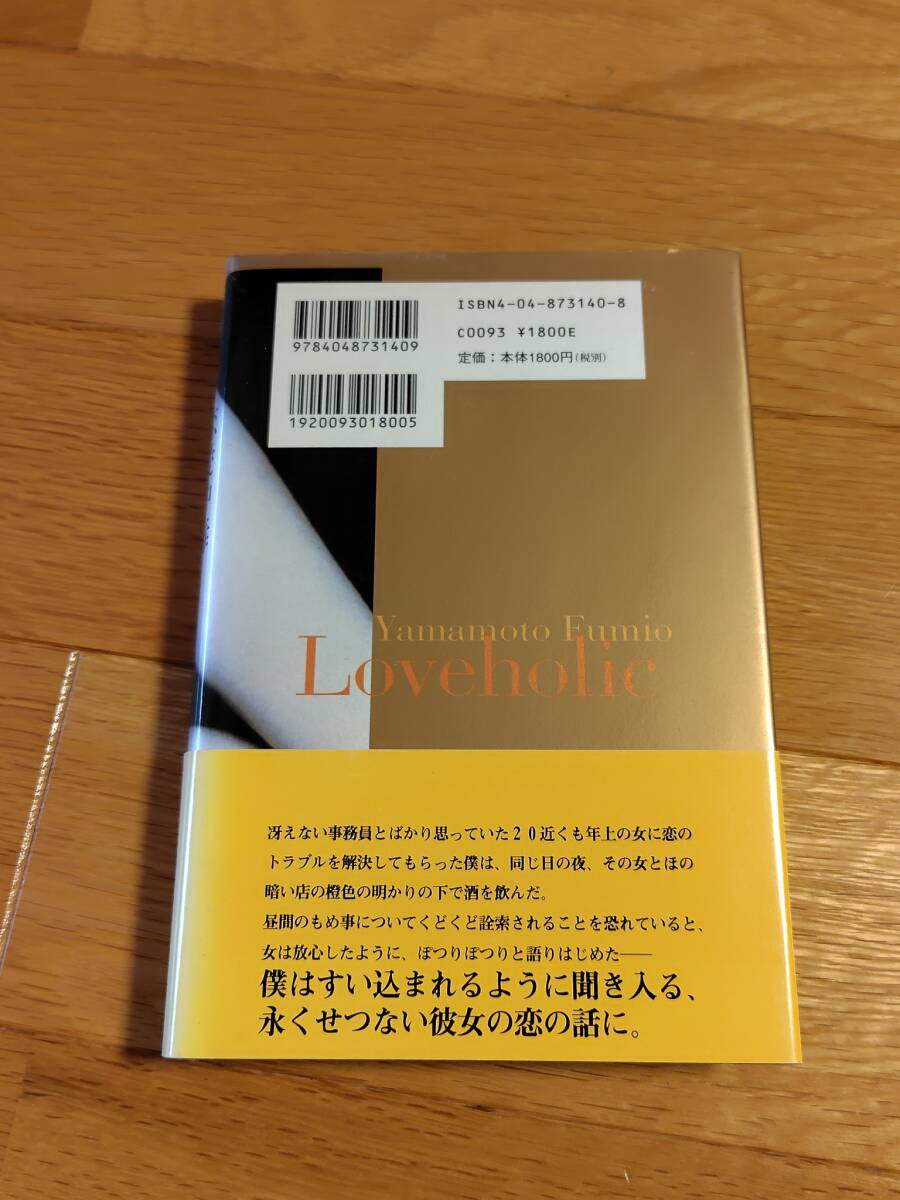 ISBN4-04-873140-8
C0093 ¥1800E
定価：本体1800円（税別）
9784048731409
1920093018005
Yamamoto Fumio
Loveholic
冴えない事務員とばかり思っていた２０近くも年上の女に恋の
トラブルを解決してもらった僕は、同じ日の夜、その女とほの
暗い店の橙色の明かりの下で酒を飲んだ。
昼間のもめ事についてくどくど詮索されることを恐れていると、
女は放心したように、ぽつりぽつりと語りはじめた――
僕はすい込まれるように聞き入る、
永くせつない彼女の恋の話に。